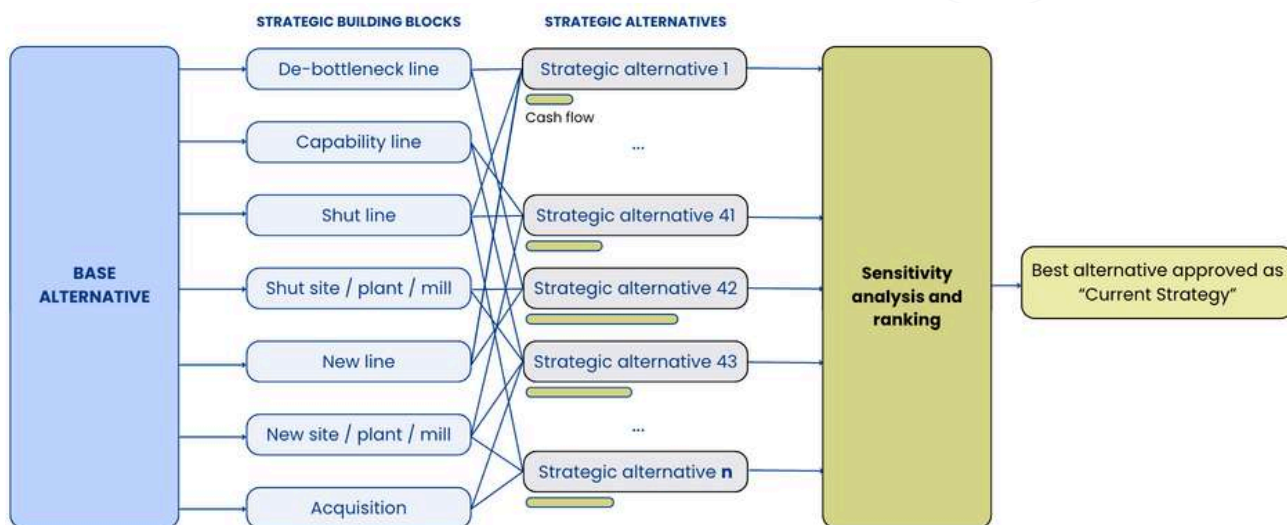 STRATEGIC BUILDING BLOCKS
STRATEGIC ALTERNATIVES
BASE
ALTERNATIVE
De-bottleneck line
Capability line
Shut line
Shut site / plant / mill
New line
New site / plant / mill
Acquisition
Strategic alternative 1
Cash flow
...
Strategic alternative 41
Strategic alternative 42
Strategic alternative 43
...
Strategic alternative n
Sensitivity
analysis and
ranking
Best alternative approved as
“Current Strategy”